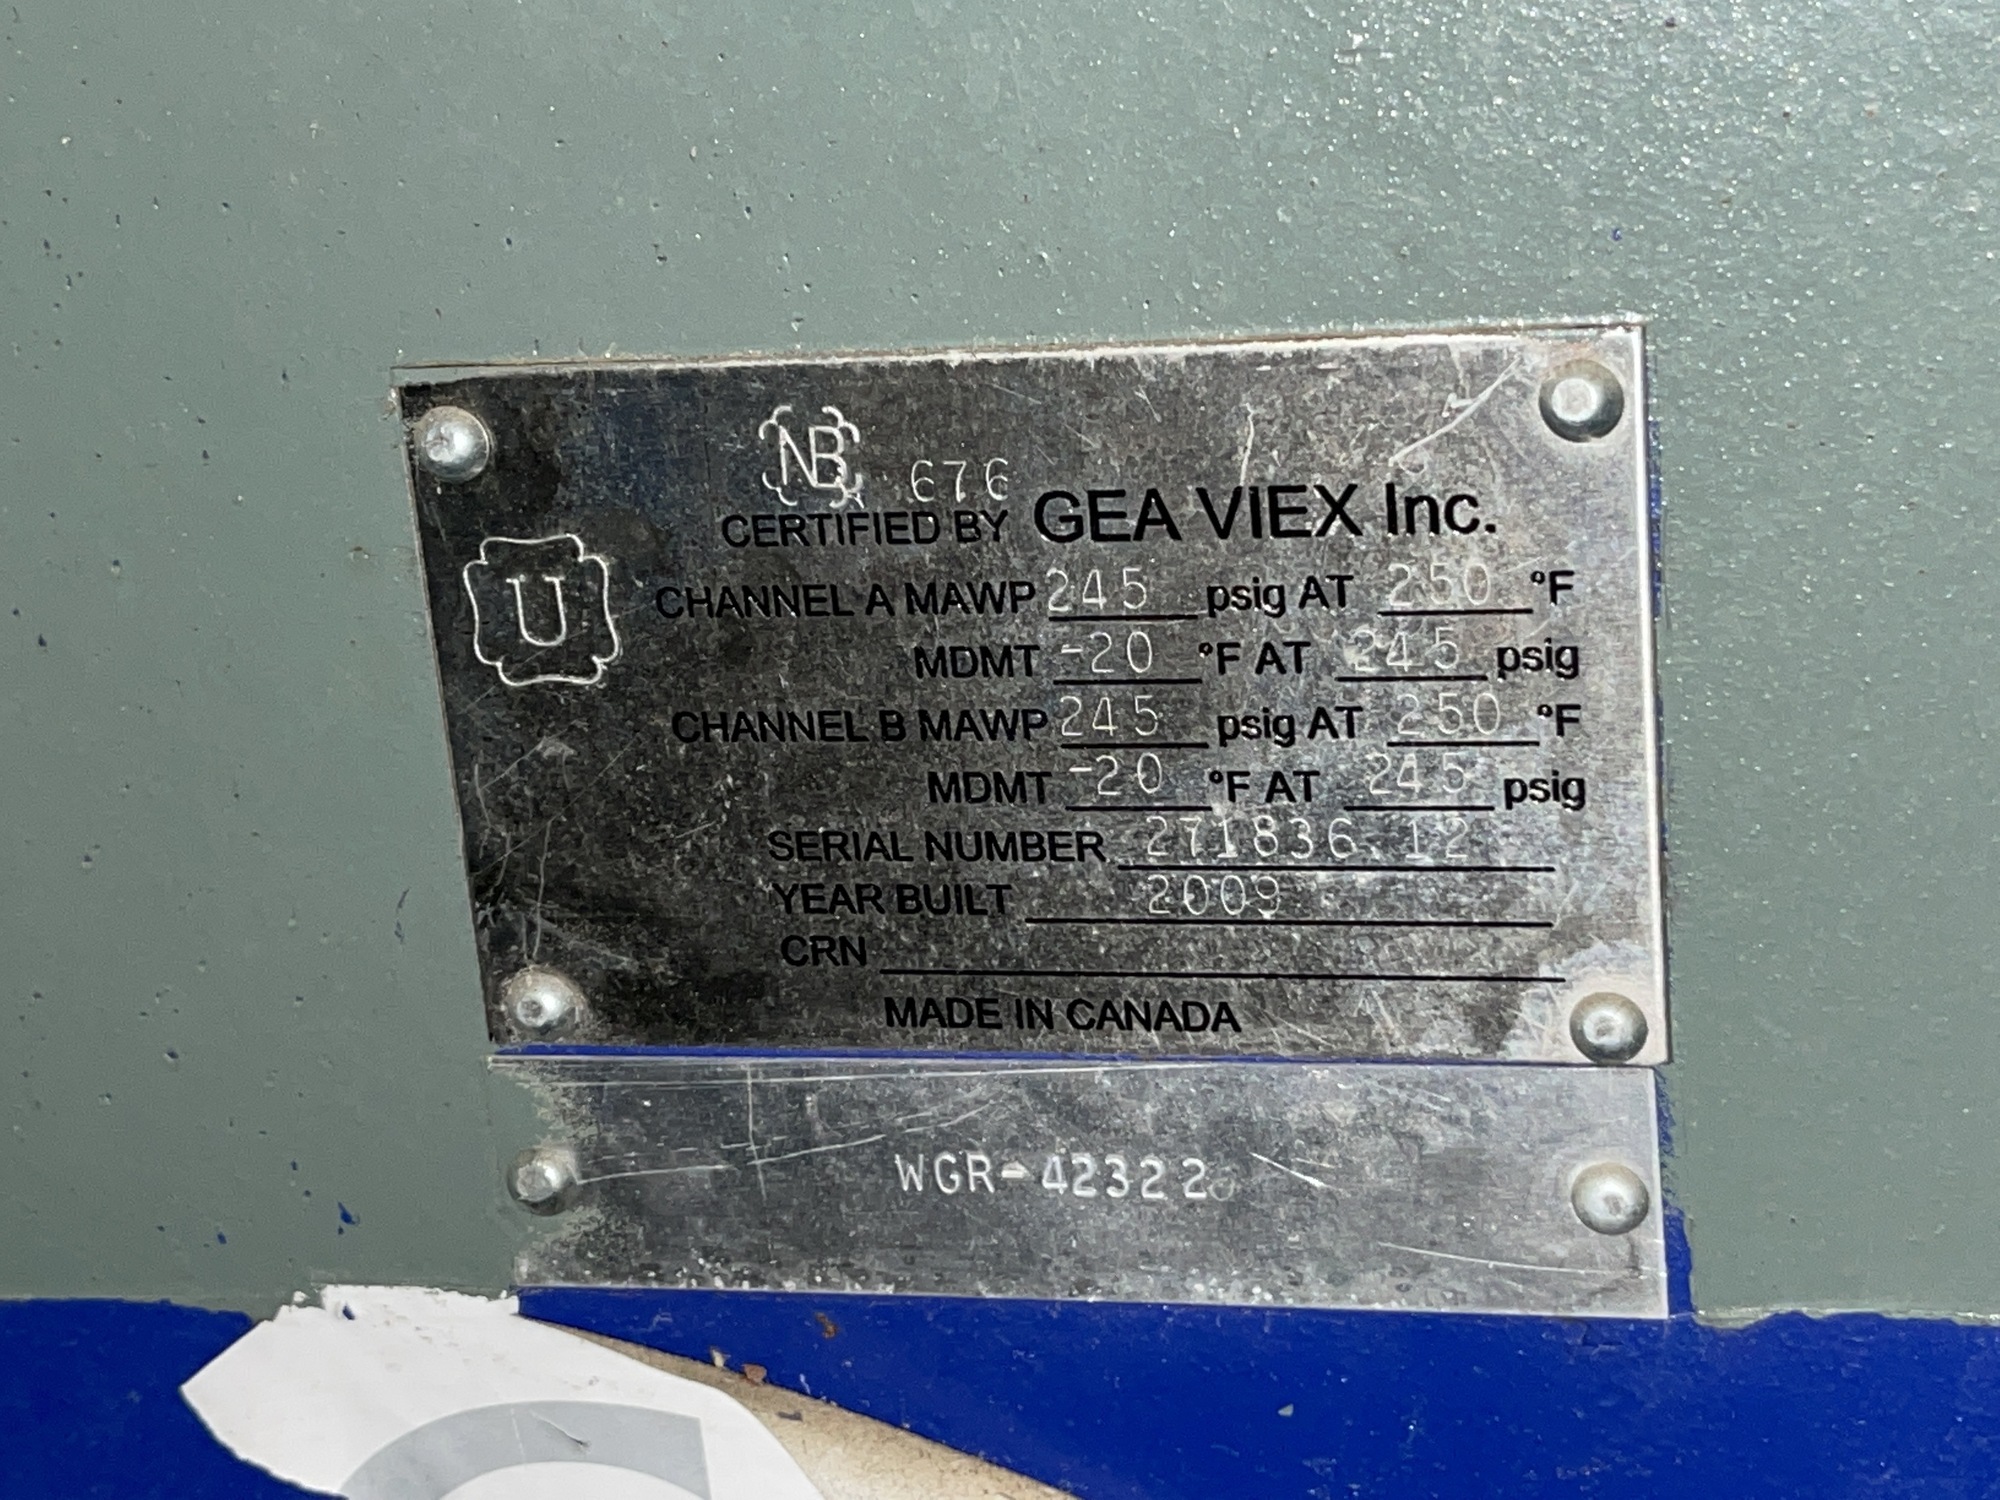 NB 676
CERTIFIED BY GEA VIEX Inc.
U
CHANNEL A MAWP 245 psig AT 250 °F
MDMT -20 °F AT 245 psig
CHANNEL B MAWP 245 psig AT 250 °F
MDMT -20 °F AT 245 psig
SERIAL NUMBER 271836.12
YEAR BUILT 2009
CRN
MADE IN CANADA
WGR-42322